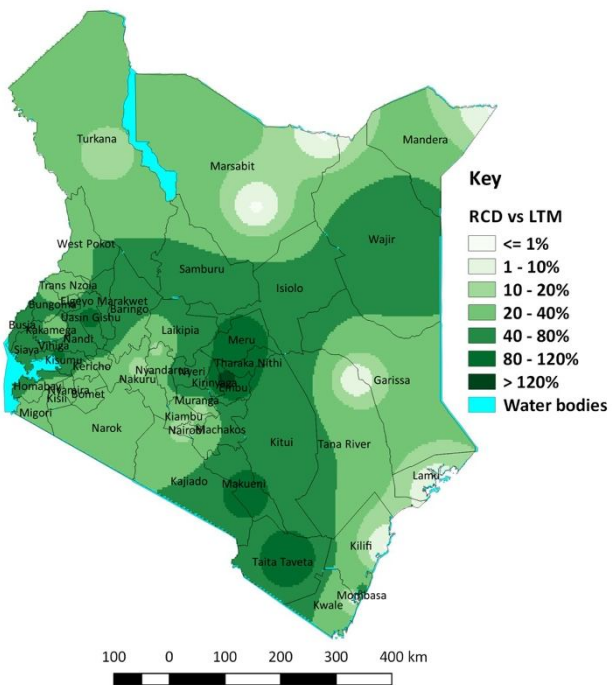 Turkana
Mandera
Marsabit
Key
RCD vs LTM
<= 1%
1 - 10%
10 - 20%
20 - 40%
40 - 80%
80 - 120%
> 120%
Water bodies
Wajir
West Pokot
Samburu
Isiolo
Trans Nzoia
Elgeyo Marakwet
Bungoma
Baringo
Uasin Gishu
Busia
Kakamega
Laikipia
Nandi
Meru
Siaya
Vihiga
Kisumu
Tharaka Nithi
Kericho
Nyandarua
Nyeri
Garissa
Nakuru
Kirinyaga
Homabay
Nyamira
Embu
Kisii
Bomet
Muranga
Migori
Kiambu
Narok
Nairobi
Machakos
Kitui
Tana River
Lamu
Kajiado
Makueni
Kilifi
Taita Taveta
Mombasa
Kwale
100 0 100 200 300 400 km